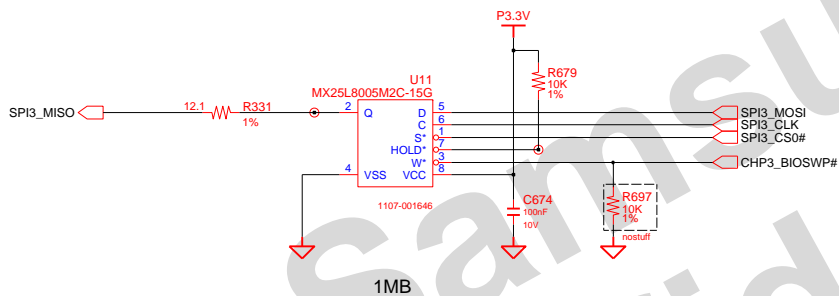 P3.3V
U11
MX25L8005M2C-15G
R679
10K
1%
SPI3_MISO
12.1
R331
1%
2
Q
D
5
SPI3_MOSI
C
6
SPI3_CLK
S*
1
SPI3_CS0#
HOLD*
7
W*
3
CHP3_BIOSWP#
4
VSS
VCC
8
1107-001646
C674
100nF
10V
R697
10K
1%
nostuff
1MB
Samsu